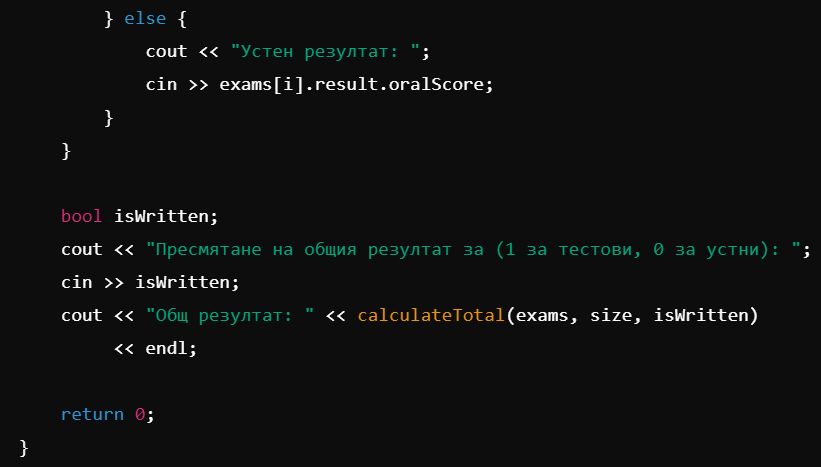 } else {
cout << "Устен резултат: ";
cin >> exams[i].result.oralScore;
}
}
bool isWritten;
cout << "Пресмятане на общия резултат за (1 за тестови, 0 за устни): ";
cin >> isWritten;
cout << "Общ резултат: " << calculateTotal(exams, size, isWritten)
<< endl;
return 0;
}